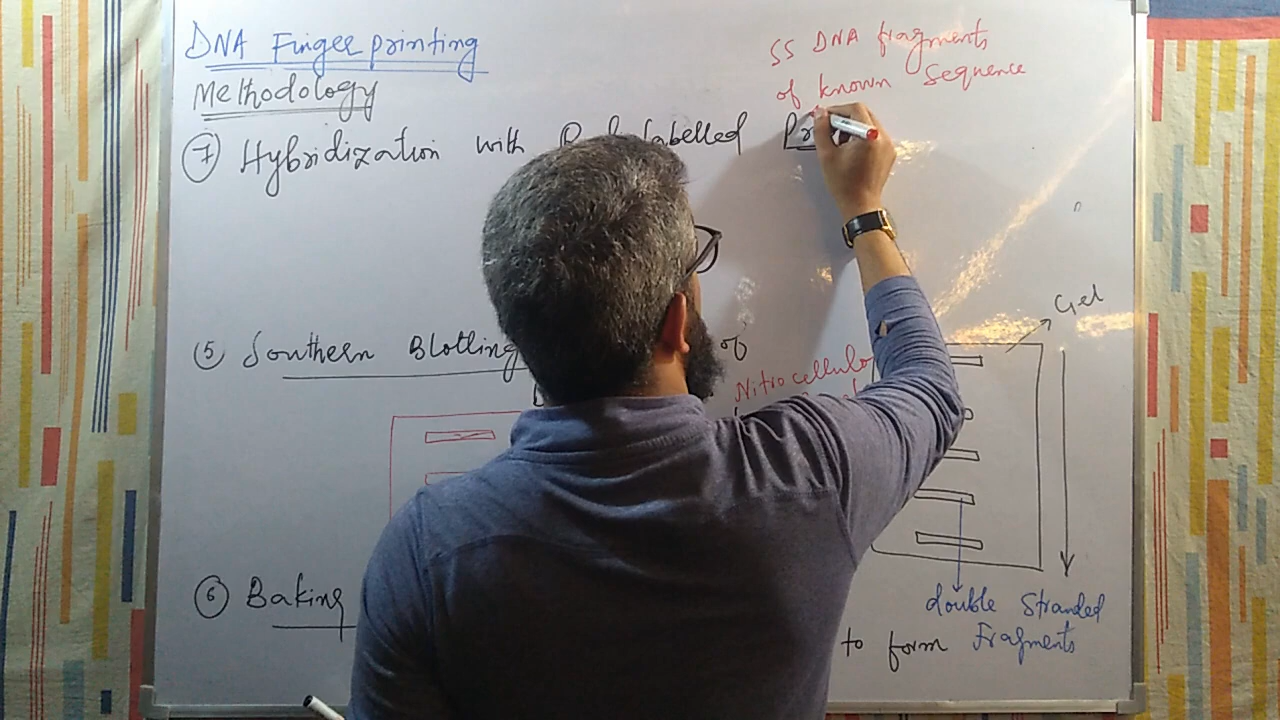 DNA Finger printing
Methodology
SS DNA fragments
of known Sequence
⑦ Hybridization with labelled
Gel
⑤ Southern Blotting of
Nitrocellulo
⑥ Baking
double Stranded
Fragments
to form